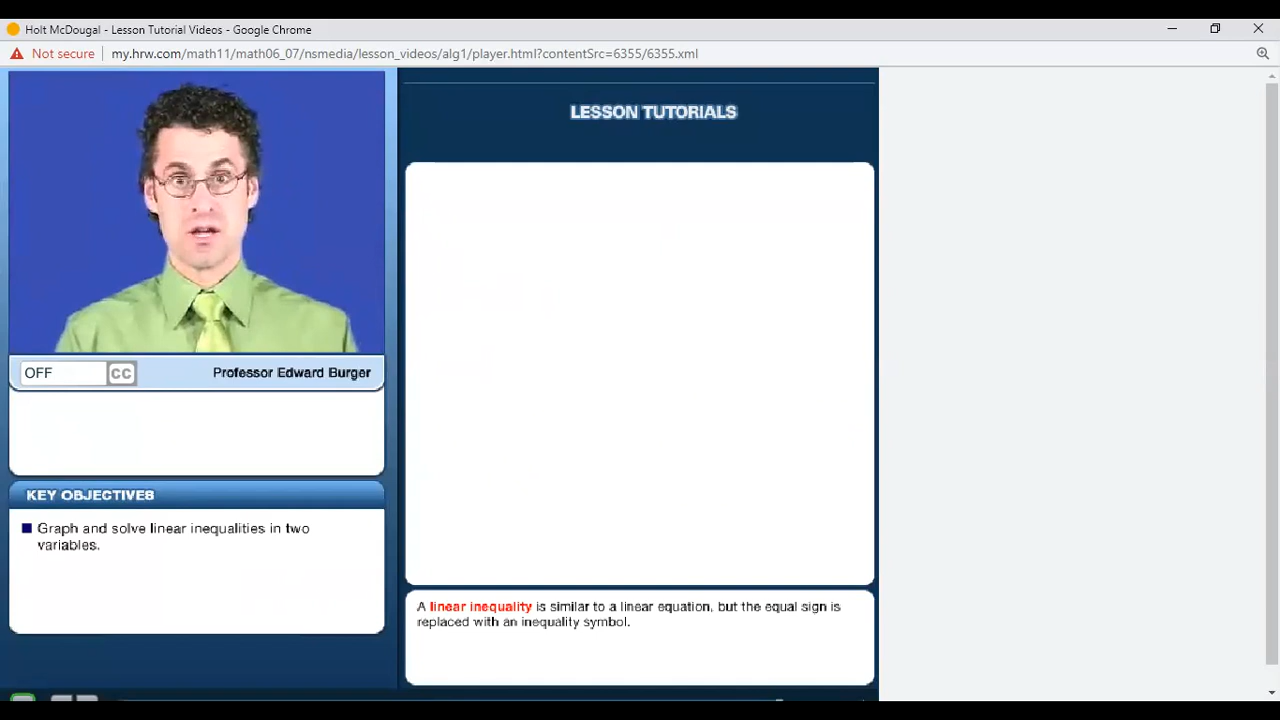 Holt McDougal - Lesson Tutorial Videos - Google Chrome
Not secure
my.hrw.com/math11/math06_07/nsmedia/lesson_videos/alg1/player.html?contentSrc=6355/6355.xml
LESSON TUTORIALS
OFF
CC
Professor Edward Burger
KEY OBJECTIVES
Graph and solve linear inequalities in two
variables.
A linear inequality is similar to a linear equation, but the equal sign is
replaced with an inequality symbol.